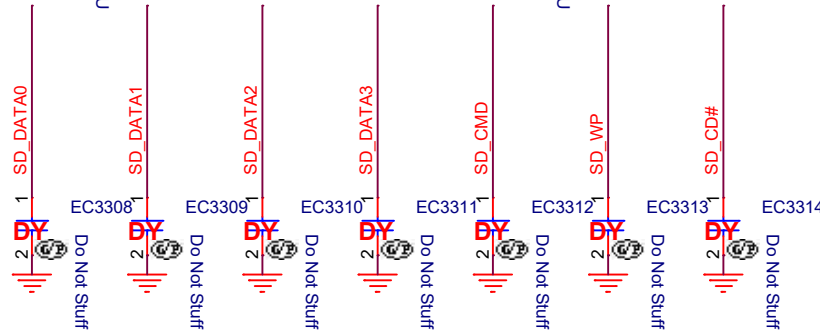 SD_DATA0
SD_DATA1
SD_DATA2
SD_DATA3
SD_CMD
SD_WP
SD_CD#
1
1
1
1
1
1
1
EC3308
EC3309
EC3310
EC3311
EC3312
EC3313
EC3314
DY
DY
DY
DY
DY
DY
DY
G/P
G/P
G/P
G/P
G/P
G/P
G/P
2
2
2
2
2
2
2
Do Not Stuff
Do Not Stuff
Do Not Stuff
Do Not Stuff
Do Not Stuff
Do Not Stuff
Do Not Stuff